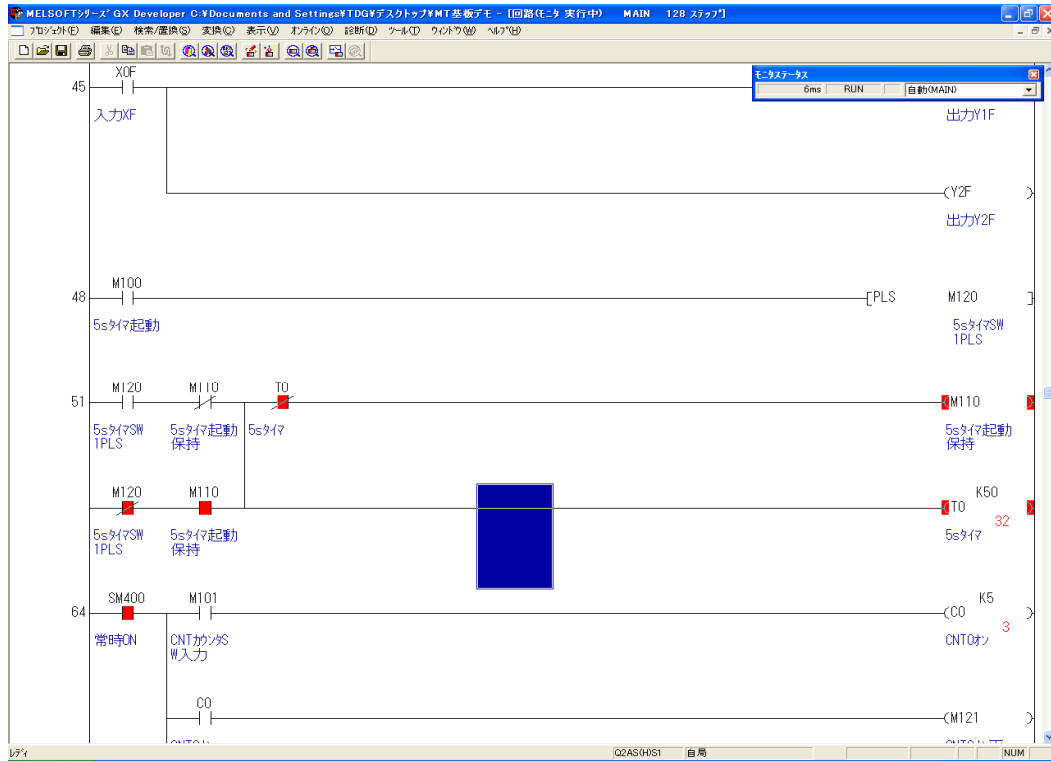 MELSOFTシリーズ GX Developer C:¥Documents and Settings¥TDG¥デスクトップ¥MT基板デモ - [回路(モニタ 実行中) MAIN 128 ステップ]
プロジェクト(F) 編集(E) 検索/置換(S) 変換(C) 表示(V) オンライン(O) 診断(D) ツール(T) ウィンドウ(W) ヘルプ(H)
モニタステータス
6ms RUN 自動(MAIN)
X0F
45
入力XF
出力Y1F
Y2F
出力Y2F
M100
48
PLS M120
5sタイマ起動
5sタイマSW
1PLS
M120 M110 T0
51
M110
5sタイマSW
1PLS
5sタイマ起動
保持
5sタイマ
5sタイマ起動
保持
M120 M110
K50
T0
32
5sタイマSW
1PLS
5sタイマ起動
保持
5sタイマ
SM400 M101
K5
64
C0
3
常時ON
CNTカウンタS
W入力
CNT0オン
C0
M121
レディ
Q2AS(H)S1 自局 NUM